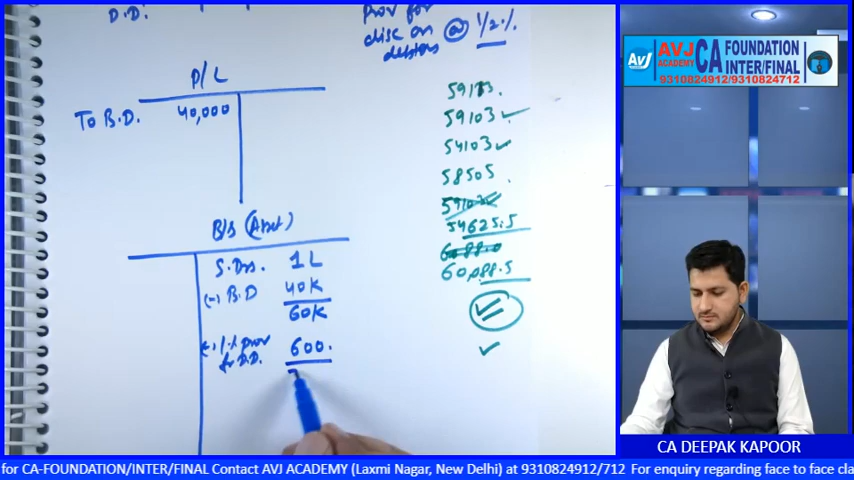 D.D.
Prov for
disc on
debtors @ 1/2 %
P/L
To B.D. 40,000
B/S (Asset)
S. Drs. 1 L
(-) B.D 40K
60K
(-) 1% prov 600.
for D.D.
59103 ✓
54103 ✓
58505
54625.5
60,088.5
AVJ ACADEMY
CA FOUNDATION
INTER/FINAL
9310824912/9310824712
CA DEEPAK KAPOOR
for CA-FOUNDATION/INTER/FINAL Contact AVJ ACADEMY (Laxmi Nagar, New Delhi) at 9310824912/712 For enquiry regarding face to face cla